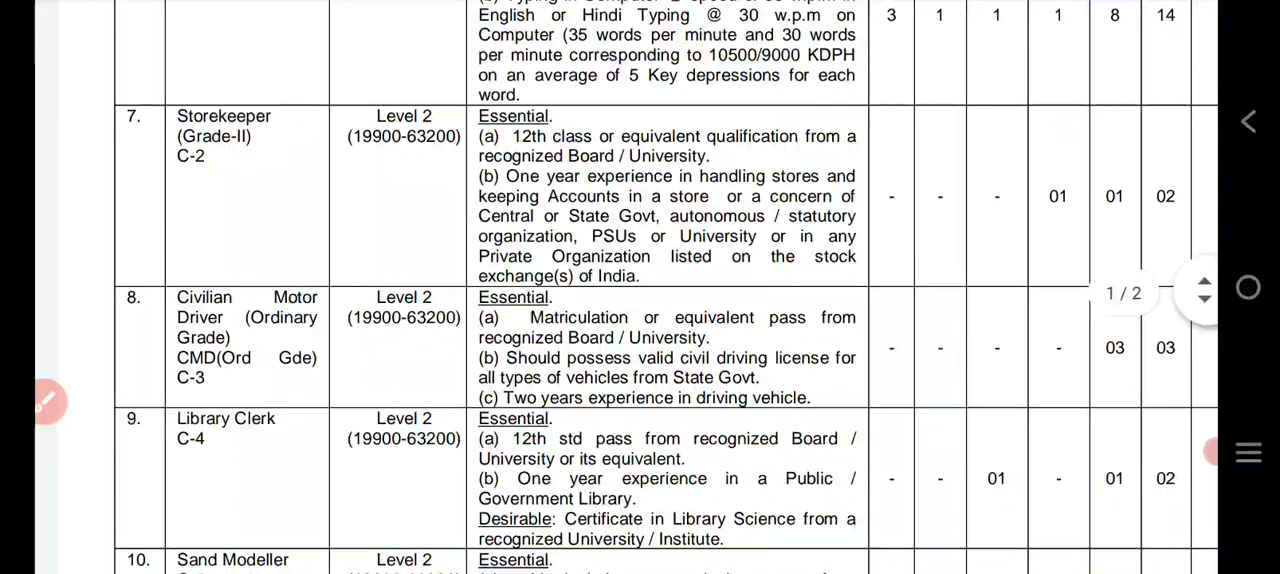 English or Hindi Typing @ 30 w.p.m on
Computer (35 words per minute and 30 words
per minute corresponding to 10500/9000 KDPH
on an average of 5 Key depressions for each
word.
3 1 1 1 8 14
7. Storekeeper
(Grade-II)
C-2
Level 2
(19900-63200)
Essential.
(a) 12th class or equivalent qualification from a
recognized Board / University.
(b) One year experience in handling stores and
keeping Accounts in a store or a concern of
Central or State Govt, autonomous / statutory
organization, PSUs or University or in any
Private Organization listed on the stock
exchange(s) of India.
- - - 01 01 02
8. Civilian Motor
Driver (Ordinary
Grade)
CMD(Ord Gde)
C-3
Level 2
(19900-63200)
Essential.
(a) Matriculation or equivalent pass from
recognized Board / University.
(b) Should possess valid civil driving license for
all types of vehicles from State Govt.
(c) Two years experience in driving vehicle.
- - - - 03 03
1 / 2
9. Library Clerk
C-4
Level 2
(19900-63200)
Essential.
(a) 12th std pass from recognized Board /
University or its equivalent.
(b) One year experience in a Public /
Government Library.
Desirable: Certificate in Library Science from a
recognized University / Institute.
- - 01 - 01 02
10. Sand Modeller
Level 2
Essential.